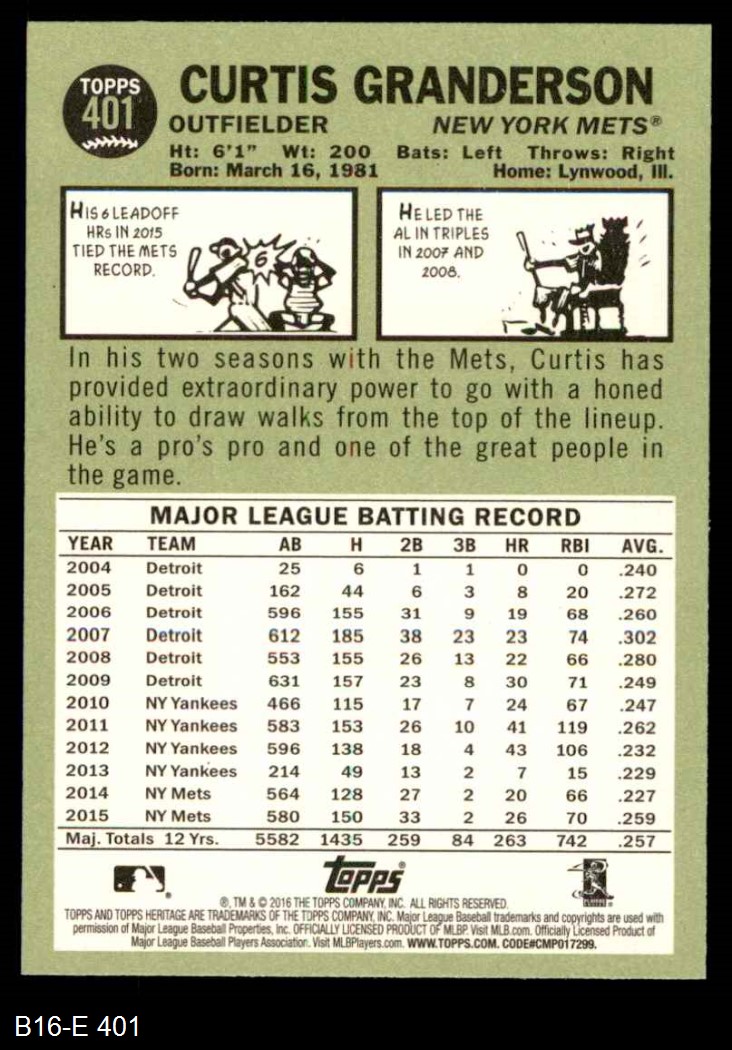 TOPPS
401
CURTIS GRANDERSON
OUTFIELDER NEW YORK METS®
Ht: 6'1" Wt: 200 Bats: Left Throws: Right
Born: March 16, 1981 Home: Lynwood, Ill.
HIS 6 LEADOFF
HRs IN 2015
TIED THE METS
RECORD.
6
HE LED THE
AL IN TRIPLES
IN 2007 AND
2008.
In his two seasons with the Mets, Curtis has
provided extraordinary power to go with a honed
ability to draw walks from the top of the lineup.
He's a pro's pro and one of the great people in
the game.
MAJOR LEAGUE BATTING RECORD
YEAR TEAM AB H 2B 3B HR RBI AVG.
2004 Detroit 25 6 1 1 0 0 .240
2005 Detroit 162 44 6 3 8 20 .272
2006 Detroit 596 155 31 9 19 68 .260
2007 Detroit 612 185 38 23 23 74 .302
2008 Detroit 553 155 26 13 22 66 .280
2009 Detroit 631 157 23 8 30 71 .249
2010 NY Yankees 466 115 17 7 24 67 .247
2011 NY Yankees 583 153 26 10 41 119 .262
2012 NY Yankees 596 138 18 4 43 106 .232
2013 NY Yankees 214 49 13 2 7 15 .229
2014 NY Mets 564 128 27 2 20 66 .227
2015 NY Mets 580 150 33 2 26 70 .259
Maj. Totals 12 Yrs. 5582 1435 259 84 263 742 .257
Topps®
®, TM & © 2016 THE TOPPS COMPANY, INC. ALL RIGHTS RESERVED.
TOPPS AND TOPPS HERITAGE ARE TRADEMARKS OF THE TOPPS COMPANY, INC. Major League Baseball trademarks and copyrights are used with
permission of Major League Baseball Properties, Inc. OFFICIALLY LICENSED PRODUCT OF MLBP. Visit MLB.com. Officially Licensed Product of
Major League Baseball Players Association. Visit MLBPlayers.com. WWW.TOPPS.COM. CODE#CMP017299.
B16-E 401